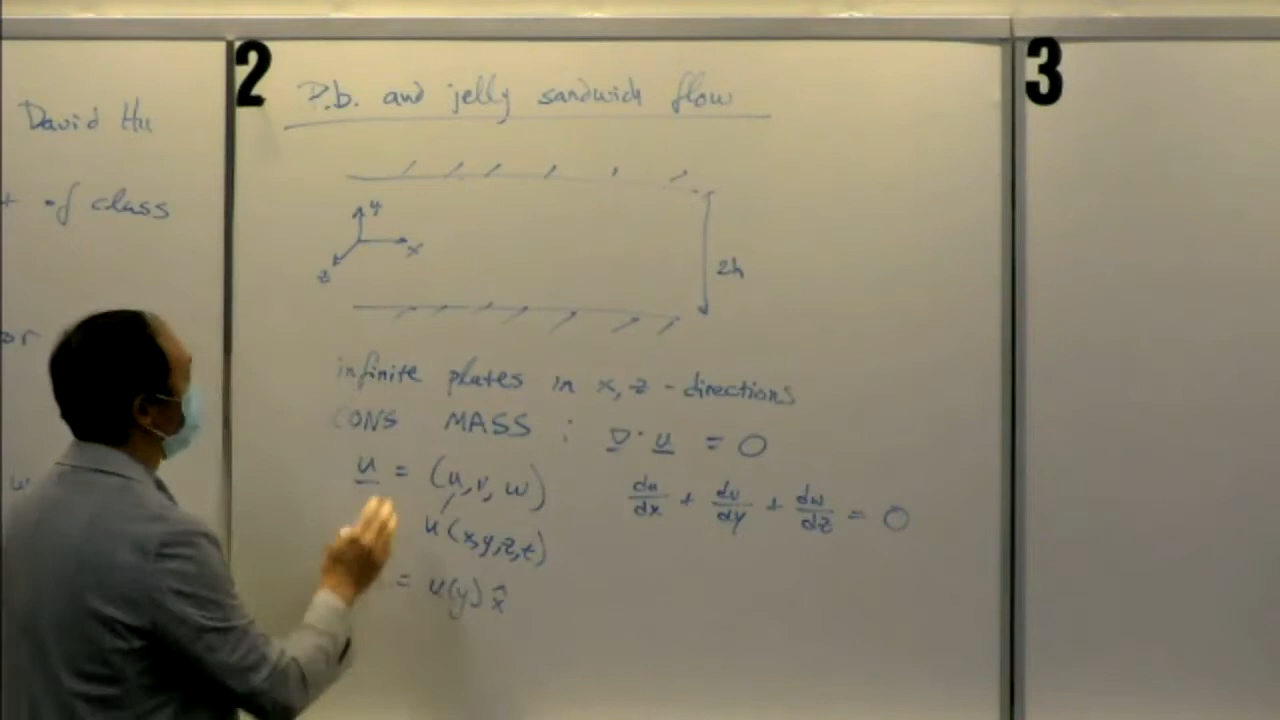 David Hu
of class
or
w
2
P.b. and jelly sandwich flow
y
x
z
2h
infinite plates in x, z - directions
CONS MASS : ∇ · u = 0
u = (u, v, w)
du/dx + dv/dy + dw/dz = 0
u(x,y,z,t)
= u(y) x̂
3